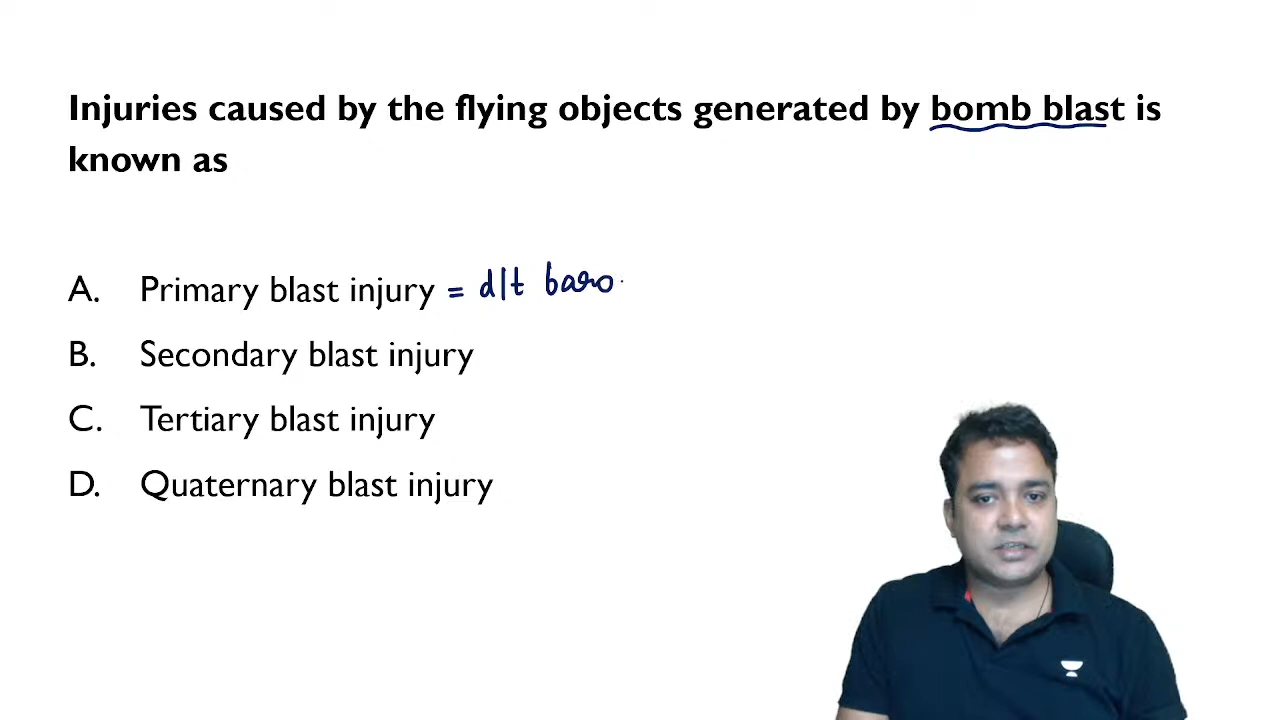 Injuries caused by the flying objects generated by bomb blast is
known as
A. Primary blast injury = d/t baro
B. Secondary blast injury
C. Tertiary blast injury
D. Quaternary blast injury